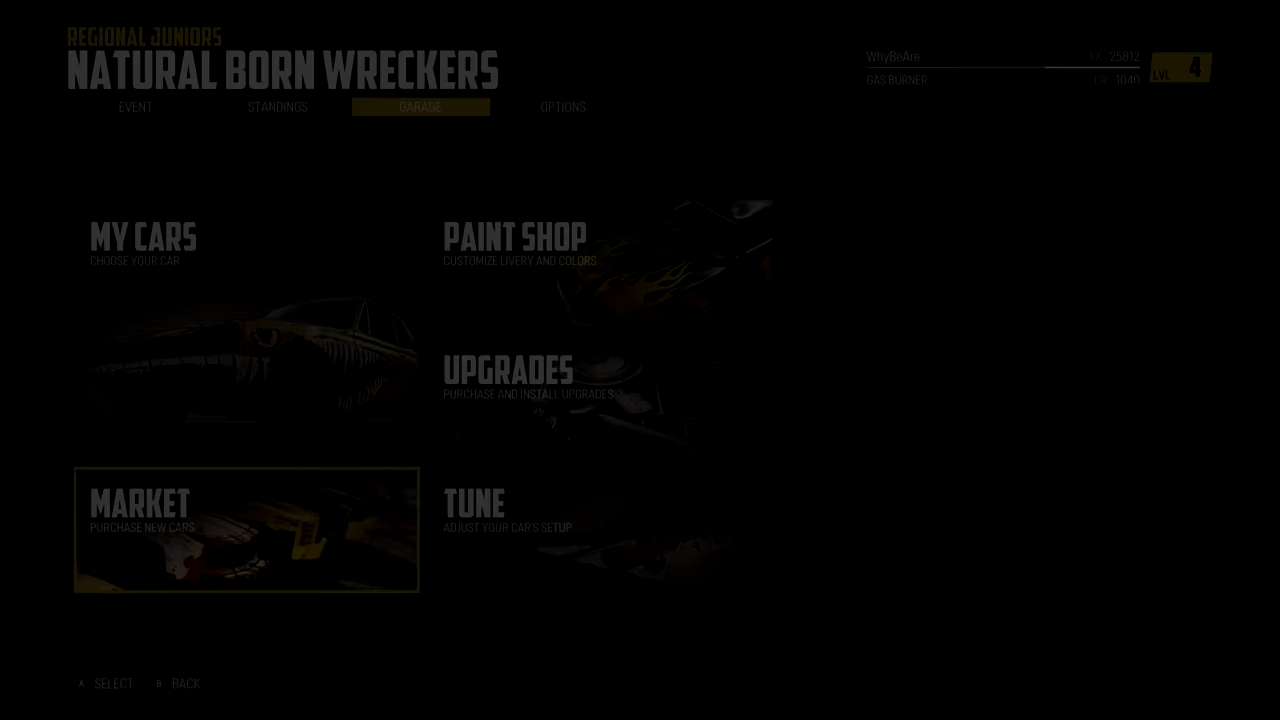 REGIONAL JUNIORS
NATURAL BORN WRECKERS
WhyBeAre
25812
GAS BURNER
CR 1040
LVL 4
EVENT STANDINGS GARAGE OPTIONS
MY CARS
CHOOSE YOUR CAR
PAINT SHOP
CUSTOMIZE LIVERY AND COLORS
UPGRADES
PURCHASE AND INSTALL UPGRADES
MARKET
PURCHASE NEW CARS
TUNE
ADJUST YOUR CAR'S SETUP
A SELECT B BACK